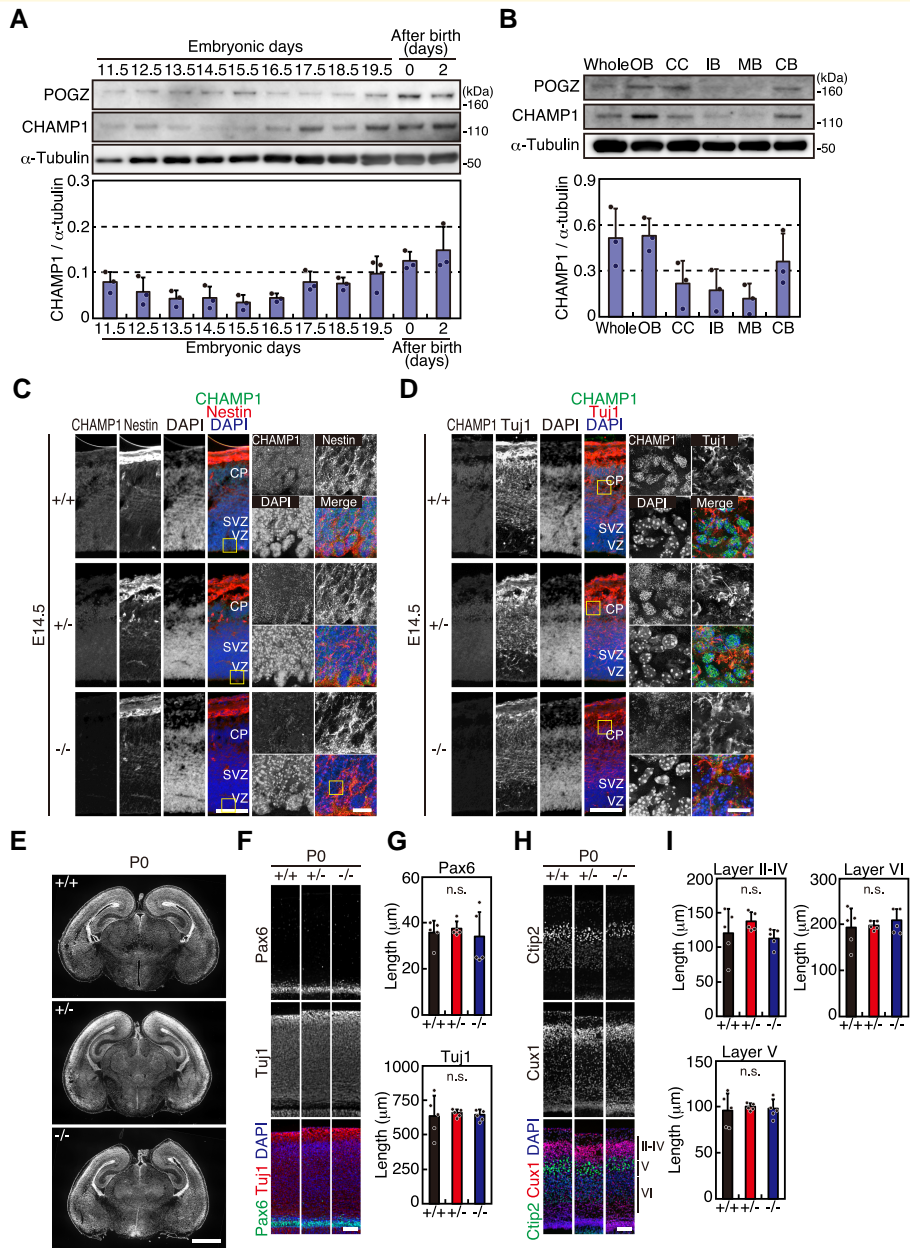 A
Embryonic days
After birth (days)
11.5 12.5 13.5 14.5 15.5 16.5 17.5 18.5 19.5 0 2
POGZ
(kDa)
-160
CHAMP1
-110
α-Tubulin
-50
CHAMP1 / α-tubulin
0.3
0.2
0.1
0
11.5 12.5 13.5 14.5 15.5 16.5 17.5 18.5 19.5 0 2
Embryonic days
After birth (days)
B
Whole OB CC IB MB CB
POGZ
(kDa)
-160
CHAMP1
-110
α-Tubulin
-50
CHAMP1 / α-tubulin
0.9
0.6
0.3
0
Whole OB CC IB MB CB
C
CHAMP1
Nestin
CHAMP1 Nestin DAPI DAPI
E14.5
+/+
CP
SVZ
VZ
CHAMP1 Nestin
DAPI Merge
+/-
CP
SVZ
VZ
-/-
CP
SVZ
VZ
D
CHAMP1
Tuj1
CHAMP1 Tuj1 DAPI DAPI
E14.5
+/+
CP
SVZ
VZ
CHAMP1 Tuj1
DAPI Merge
+/-
CP
SVZ
VZ
-/-
CP
SVZ
VZ
E
P0
+/+
+/-
-/-
F
P0
+/+ +/- -/-
Pax6
Tuj1
Pax6 Tuj1 DAPI
G
Pax6
n.s.
Length (μm)
60
40
20
0
+/+ +/- -/-
Tuj1
n.s.
Length (μm)
1000
750
500
250
0
+/+ +/- -/-
H
P0
+/+ +/- -/-
Ctip2
Cux1
Ctip2 Cux1 DAPI
II-IV
V
VI
I
Layer II-IV
n.s.
Length (μm)
200
150
100
50
0
+/+ +/- -/-
Layer VI
n.s.
Length (μm)
300
200
100
0
+/+ +/- -/-
Layer V
n.s.
Length (μm)
150
100
50
0
+/+ +/- -/-